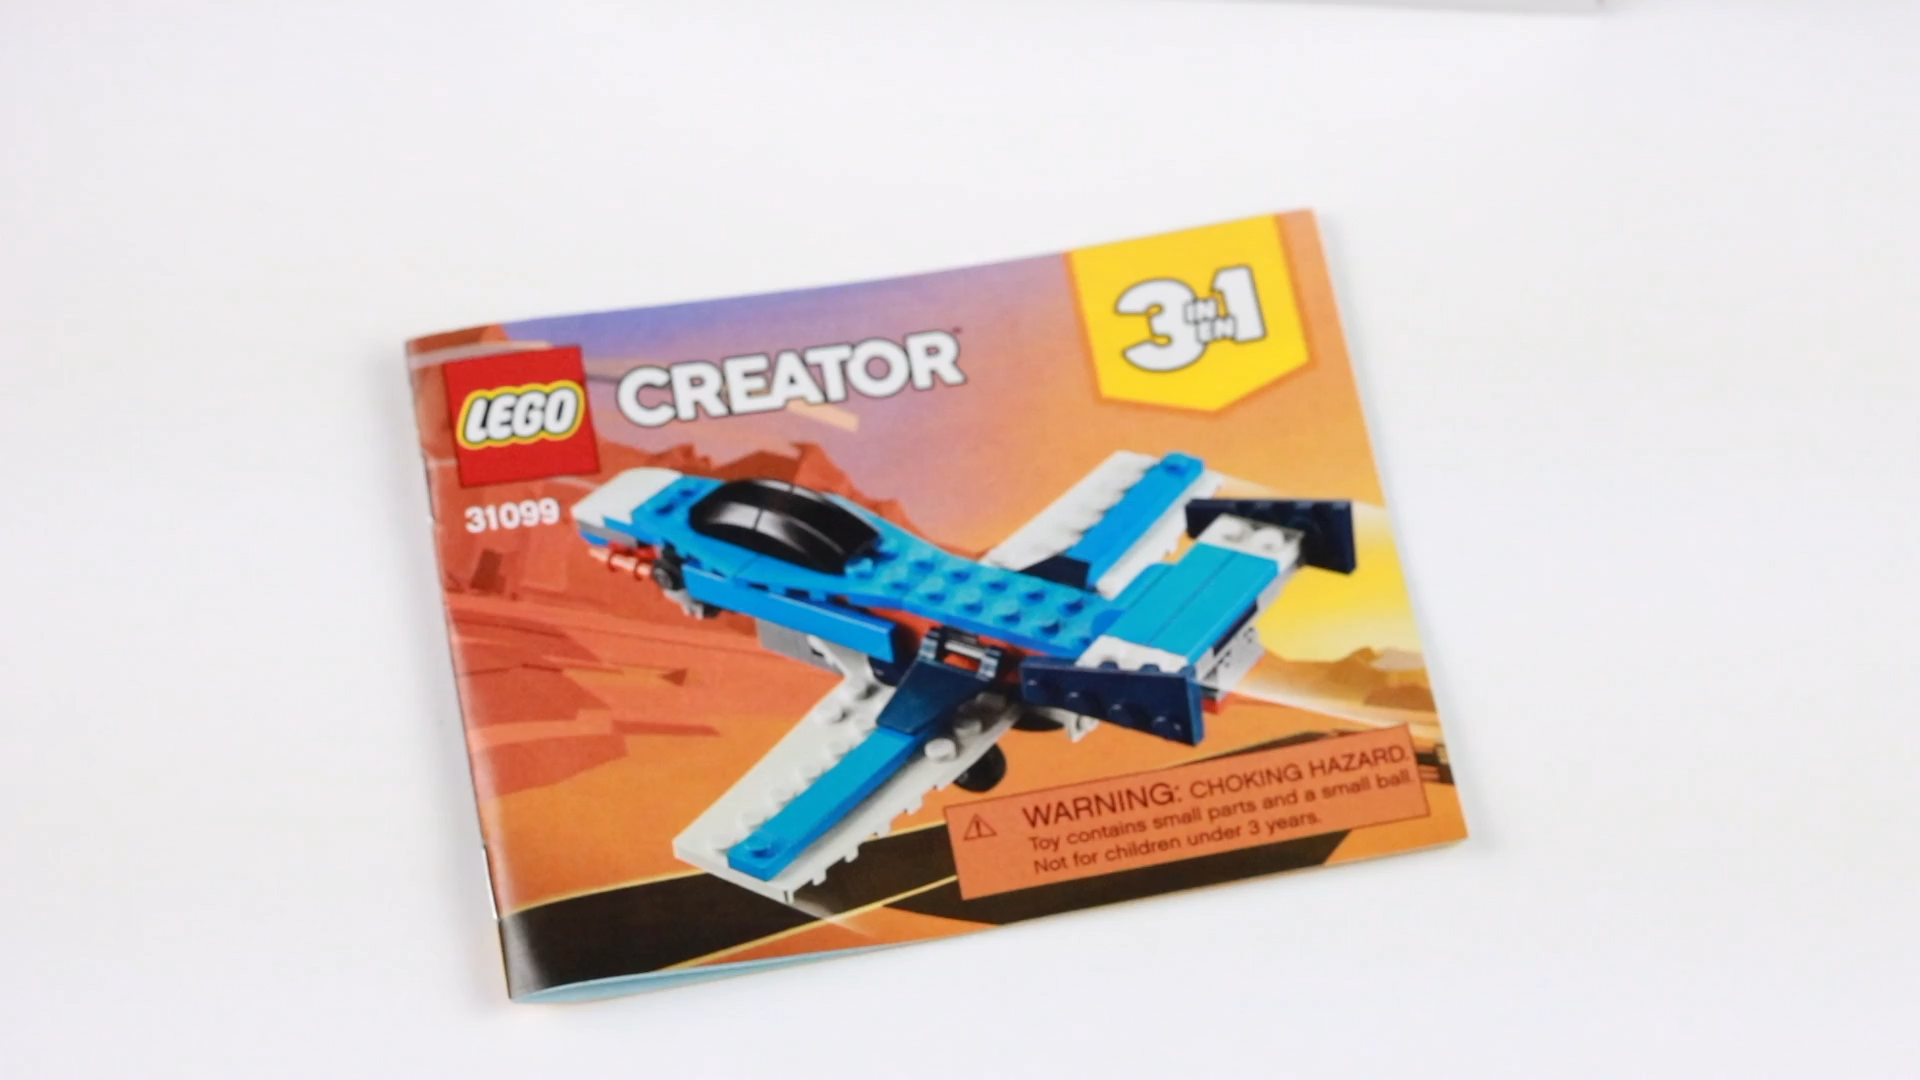 LEGO
CREATOR™
3 IN EN 1
31099
WARNING: CHOKING HAZARD.
Toy contains small parts and a small ball.
Not for children under 3 years.